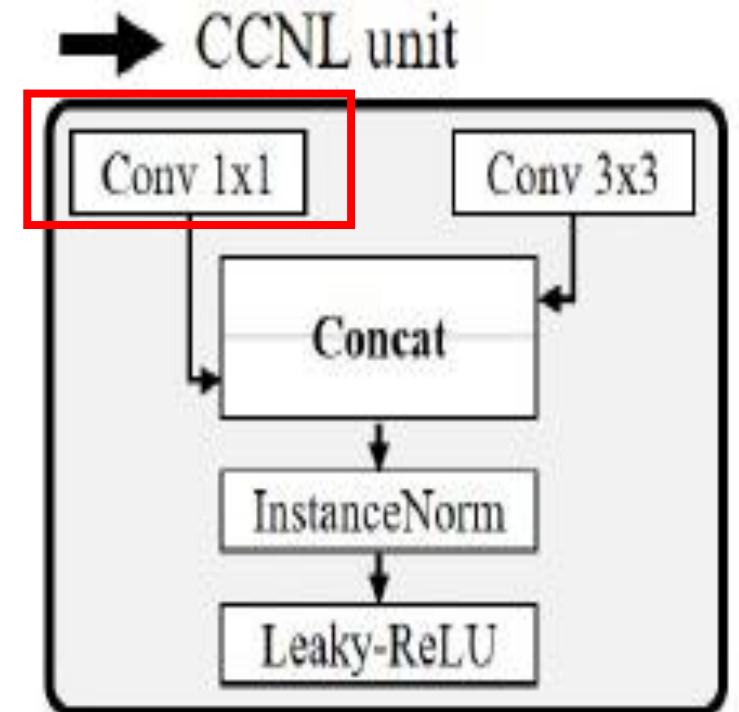 CCNL unit
Conv 1x1
Conv 3x3
Concat
InstanceNorm
Leaky-ReLU